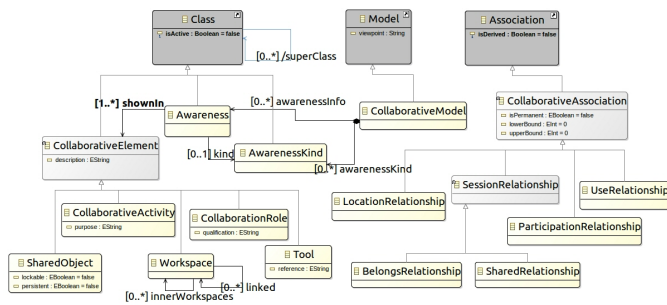 Class
isActive : Boolean = false
[0..*] /superClass
Model
viewpoint : String
Association
isDerived : Boolean = false
[1..*] shownIn
Awareness
[0..*] awarenessInfo
CollaborativeModel
CollaborativeAssociation
isPermanent : EBoolean = false
lowerBound : EInt = 0
upperBound : EInt = 0
CollaborativeElement
description : EString
[0..1] kind
AwarenessKind
[0..*] awarenessKind
LocationRelationship
SessionRelationship
UseRelationship
CollaborativeActivity
purpose : EString
CollaborationRole
qualification : EString
ParticipationRelationship
SharedObject
lockable : EBoolean = false
persistent : EBoolean = false
Workspace
Tool
reference : EString
BelongsRelationship
SharedRelationship
[0..*] innerWorkspaces
[0..*] linked